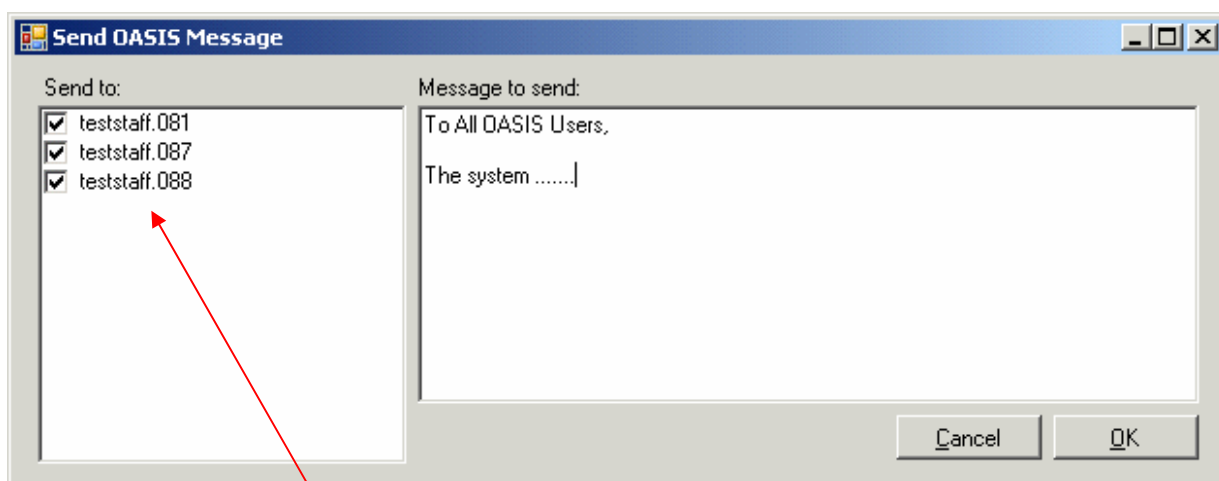 Send OASIS Message
Send to:
teststaff.081
teststaff.087
teststaff.088
Message to send:
To All OASIS Users,
The system .......
Cancel
OK